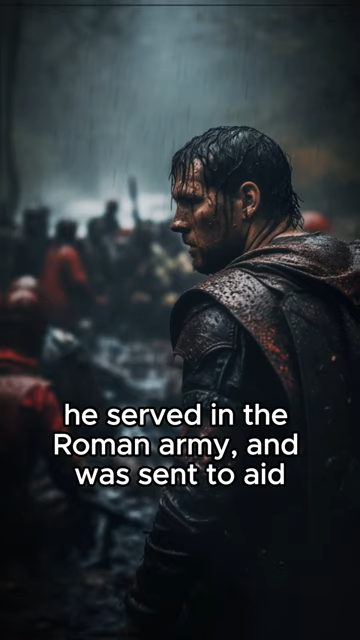 he served in the
Roman army, and
was sent to aid